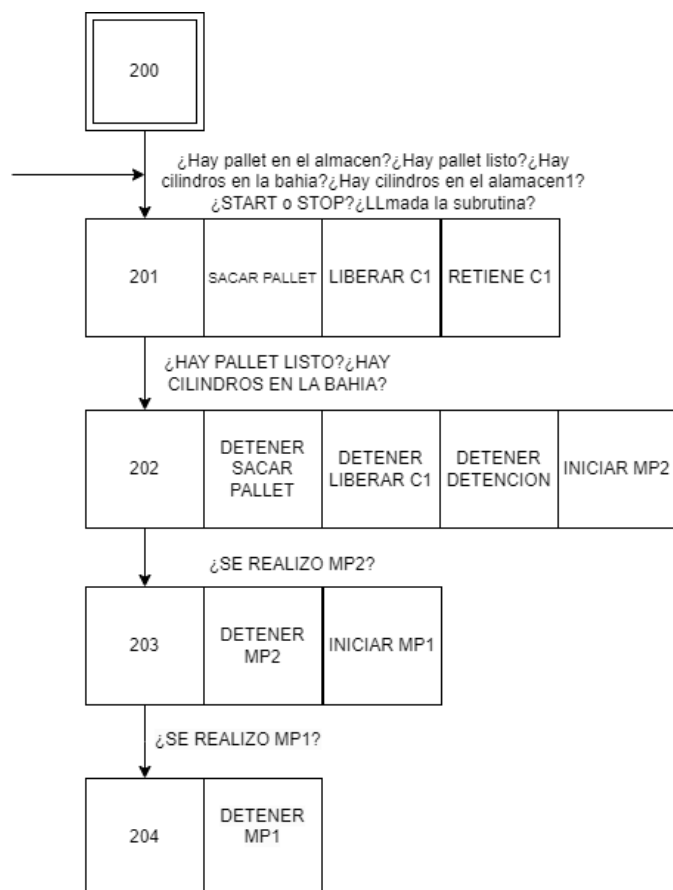 200
¿Hay pallet en el almacen?¿Hay pallet listo?¿Hay
cilindros en la bahia?¿Hay cilindros en el alamacen1?
¿START o STOP?¿LLmada la subrutina?
201
SACAR PALLET
LIBERAR C1
RETIENE C1
¿HAY PALLET LISTO?¿HAY
CILINDROS EN LA BAHIA?
202
DETENER
SACAR
PALLET
DETENER
LIBERAR C1
DETENER
DETENCION
INICIAR MP2
¿SE REALIZO MP2?
203
DETENER
MP2
INICIAR MP1
¿SE REALIZO MP1?
204
DETENER
MP1